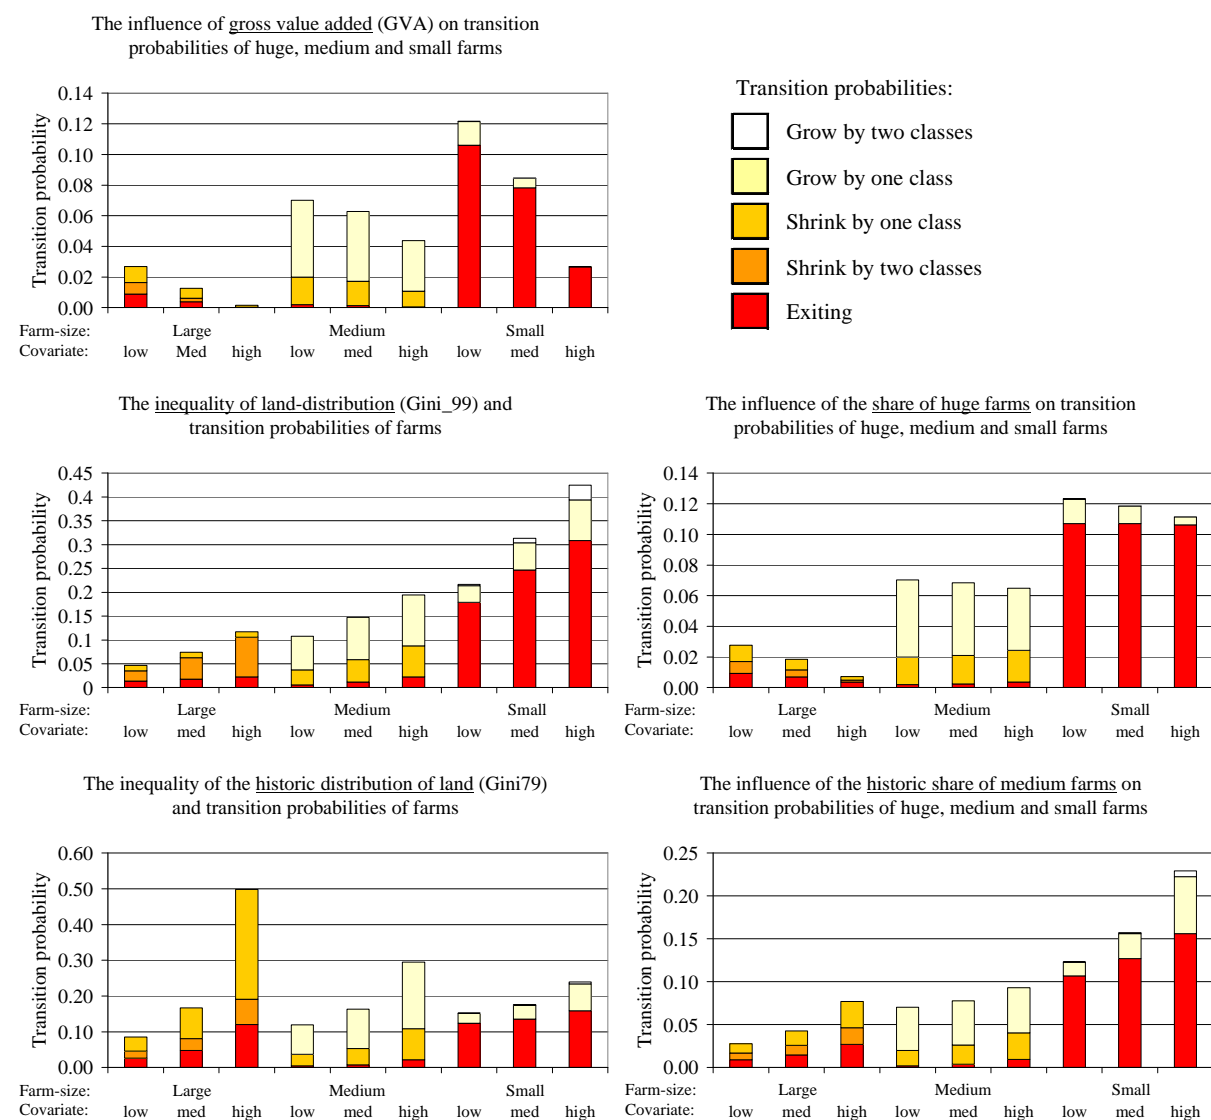 The influence of gross value added (GVA) on transition
probabilities of huge, medium and small farms
Transition probability
0.14
0.12
0.10
0.08
0.06
0.04
0.02
0.00
Farm-size: Large Medium Small
Covariate: low Med high low med high low med high
Transition probabilities:
Grow by two classes
Grow by one class
Shrink by one class
Shrink by two classes
Exiting
The inequality of land-distribution (Gini_99) and
transition probabilities of farms
Transition probability
0.45
0.4
0.35
0.3
0.25
0.2
0.15
0.1
0.05
0
Farm-size: Large Medium Small
Covariate: low med high low med high low med high
The influence of the share of huge farms on transition
probabilities of huge, medium and small farms
Transition probability
0.14
0.12
0.10
0.08
0.06
0.04
0.02
0.00
Farm-size: Large Medium Small
Covariate: low med high low med high low med high
The inequality of the historic distribution of land (Gini79)
and transition probabilities of farms
Transition probability
0.60
0.50
0.40
0.30
0.20
0.10
0.00
Farm-size: Large Medium Small
Covariate: low med high low med high low med high
The influence of the historic share of medium farms on
transition probabilities of huge, medium and small farms
Transition probability
0.25
0.20
0.15
0.10
0.05
0.00
Farm-size: Large Medium Small
Covariate: low med high low med high low med high